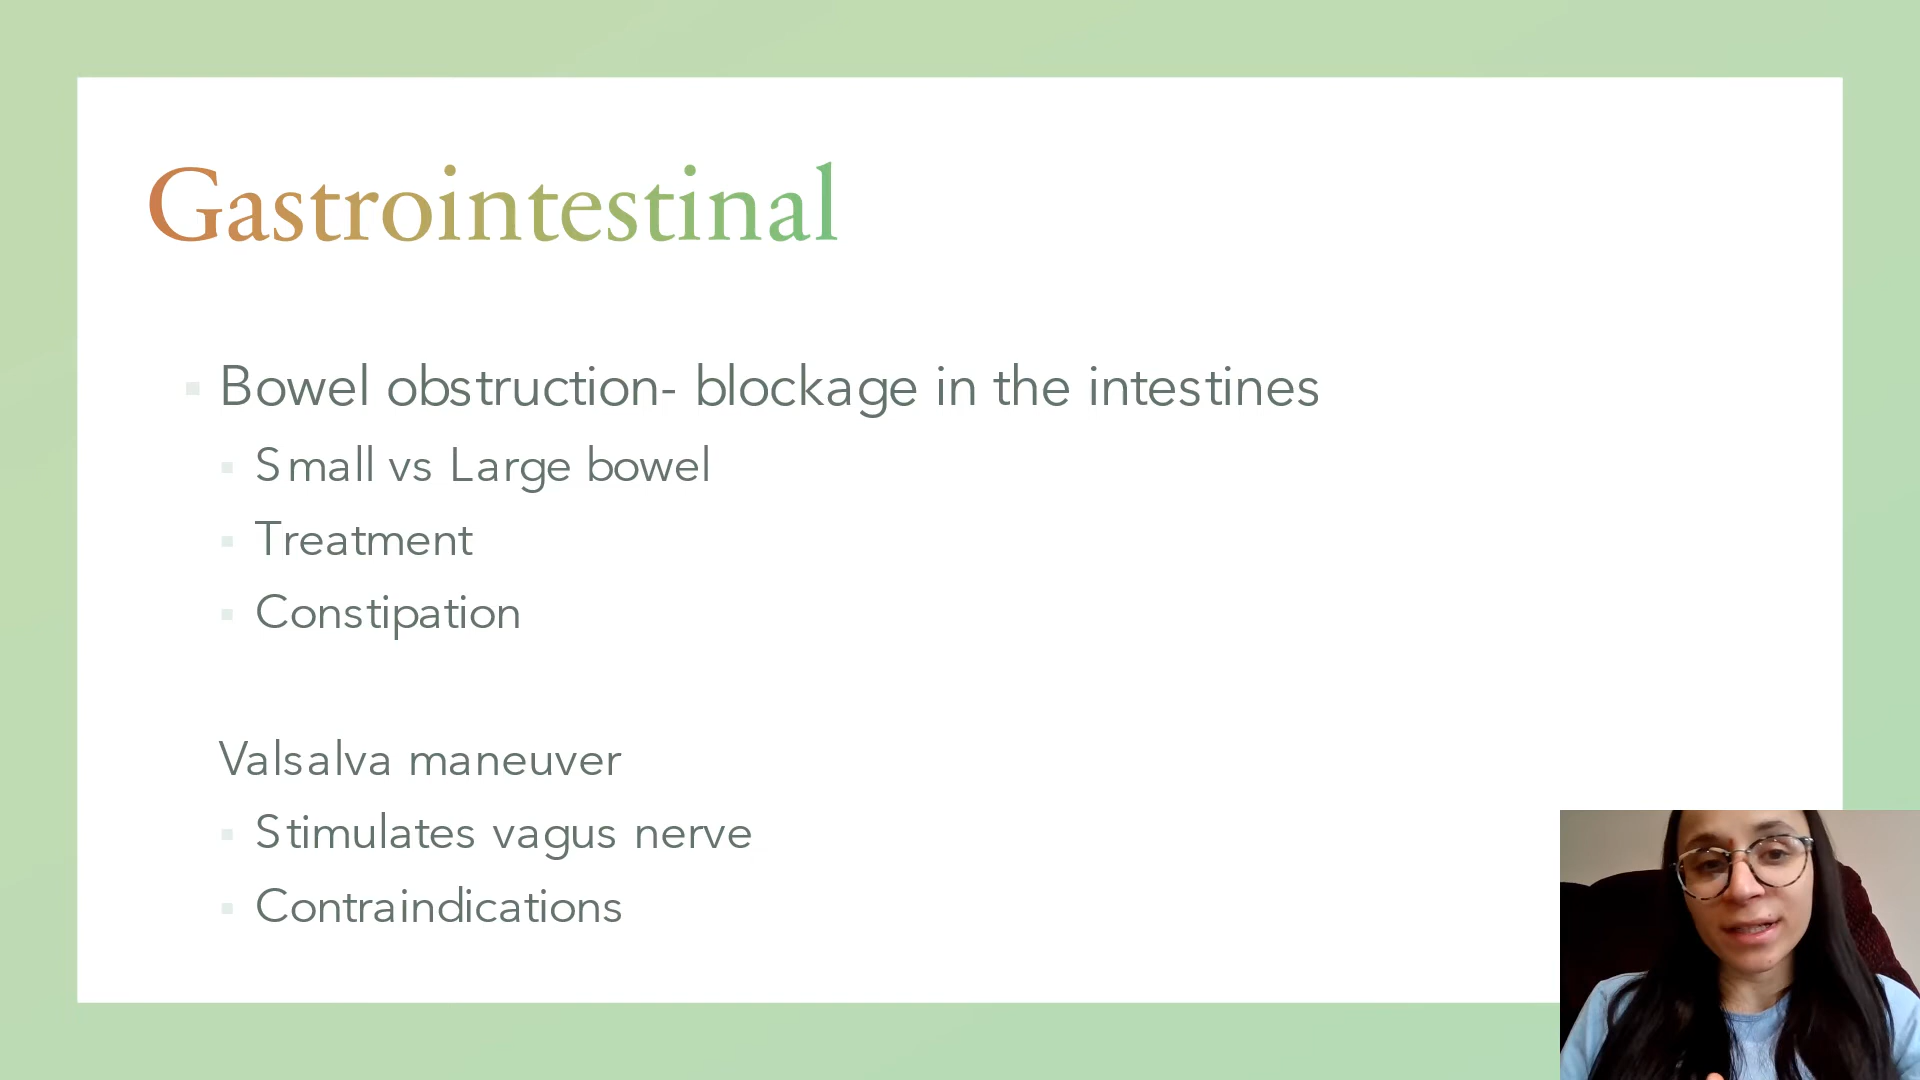 Gastrointestinal
Bowel obstruction- blockage in the intestines
Small vs Large bowel
Treatment
Constipation
Valsalva maneuver
Stimulates vagus nerve
Contraindications